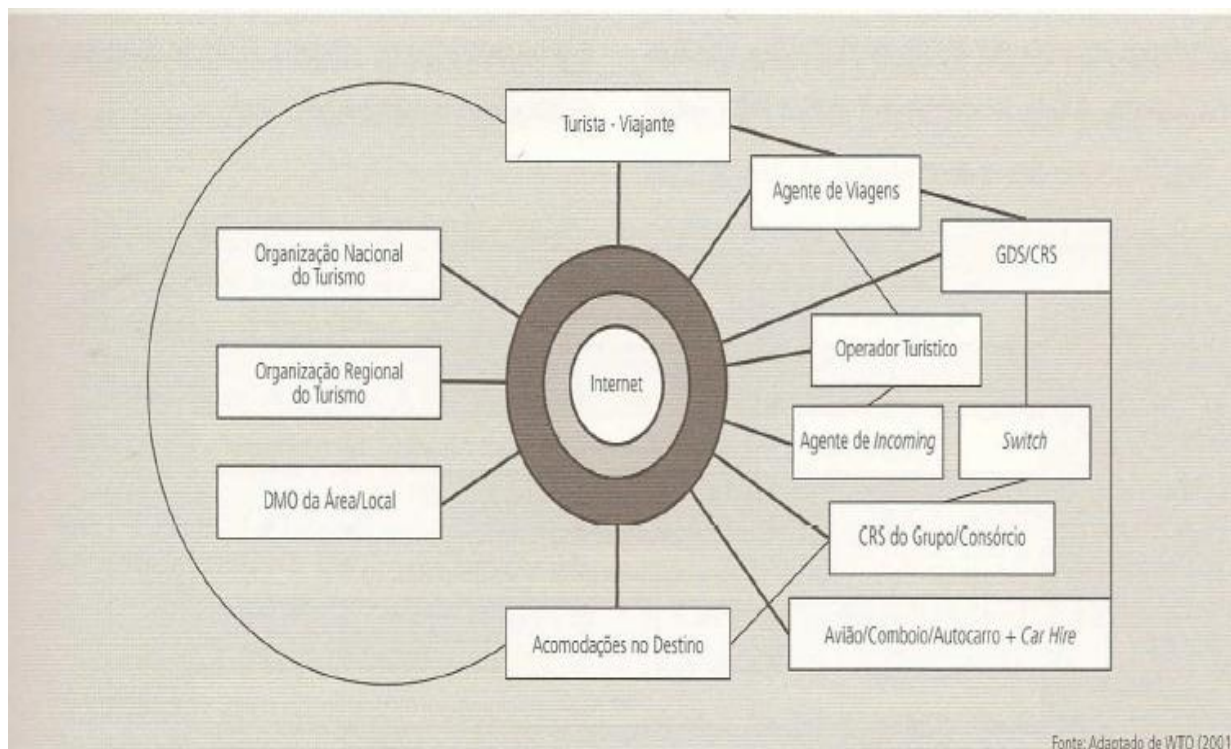 Turista - Viajante
Agente de Viagens
GDS/CRS
Organização Nacional
do Turismo
Operador Turístico
Internet
Organização Regional
do Turismo
Agente de Incoming
Switch
DMO da Área/Local
CRS do Grupo/Consórcio
Acomodações no Destino
Avião/Comboio/Autocarro + Car Hire
Fonte: Adaptado de WTO (2001